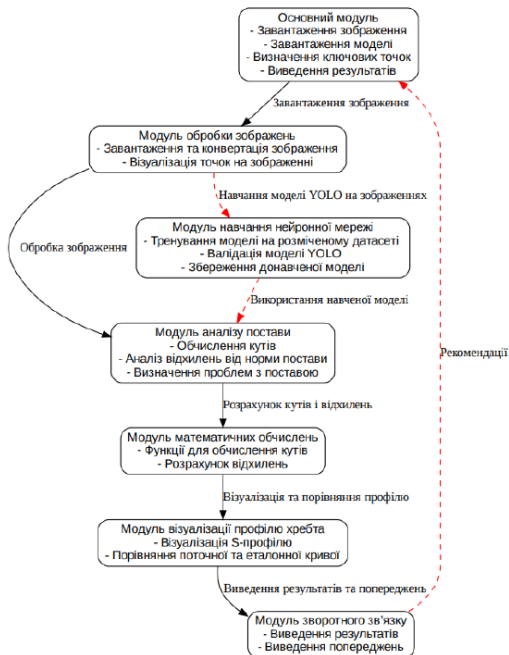 Основний модуль
- Завантаження зображення
- Завантаження моделі
- Визначення ключових точок
- Виведення результатів
Завантаження зображення
Модуль обробки зображень
- Завантаження та конвертація зображення
- Візуалізація точок на зображенні
Навчання моделі YOLO на зображеннях
Модуль навчання нейронної мережі
- Тренування моделі на розміченому датасеті
- Валідація моделі YOLO
- Збереження донавченої моделі
Обробка зображення
Використання навченої моделі
Модуль аналізу постави
- Обчислення кутів
- Аналіз відхилень від норми постави
- Визначення проблем з поставою
Рекомендації
Розрахунок кутів і відхилень
Модуль математичних обчислень
- Функції для обчислення кутів
- Розрахунок відхилень
Візуалізація та порівняння профілю
Модуль візуалізації профілю хребта
- Візуалізація S-профілю
- Порівняння поточної та еталонної кривої
Виведення результатів та попереджень
Модуль зворотного зв'язку
- Виведення результатів
- Виведення попереджень